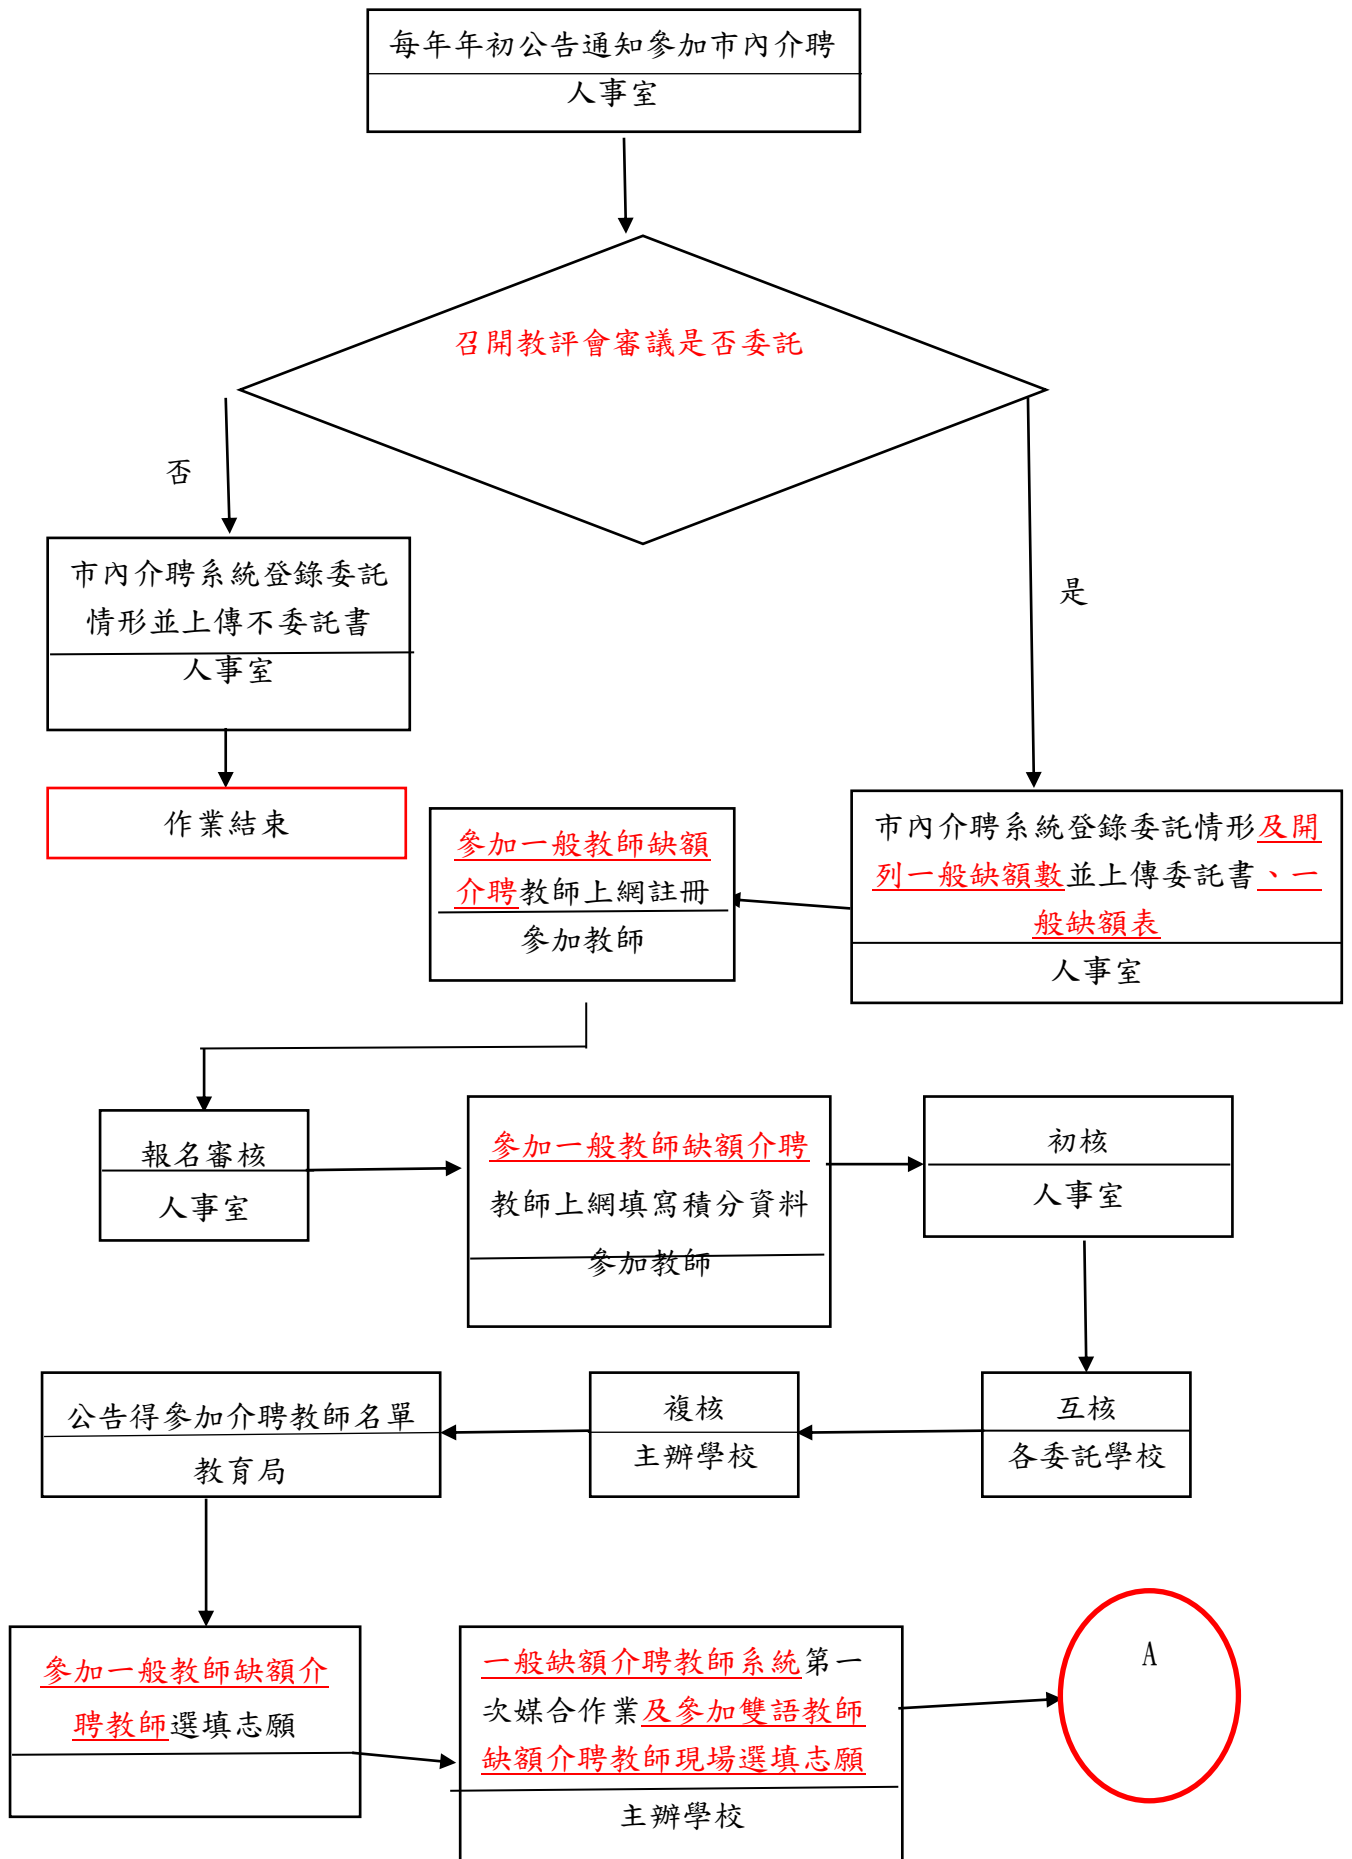 每年年初公告通知參加市內介聘
人事室
召開教評會審議是否委託
否
是
市內介聘系統登錄委託
情形並上傳不委託書
人事室
作業結束
參加一般教師缺額
介聘教師上網註冊
參加教師
市內介聘系統登錄委託情形及開
列一般缺額數並上傳委託書、一
般缺額表
人事室
報名審核
人事室
參加一般教師缺額介聘
教師上網填寫積分資料
參加教師
初核
人事室
公告得參加介聘教師名單
教育局
複核
主辦學校
互核
各委託學校
參加一般教師缺額介
聘教師選填志願
一般缺額介聘教師系統第一
次媒合作業及參加雙語教師
缺額介聘教師現場選填志願
主辦學校
A